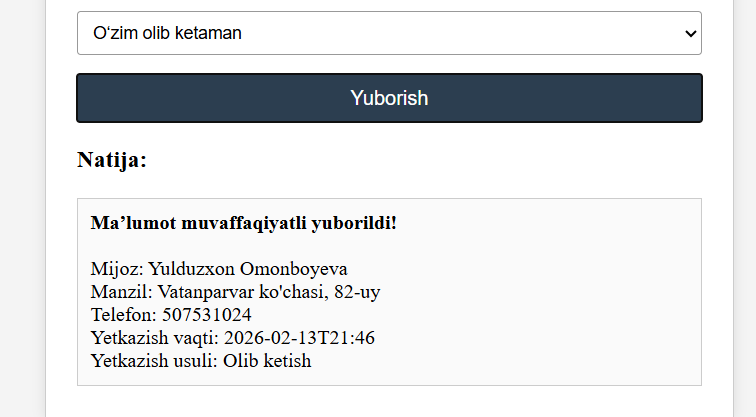 Oʻzim olib ketaman
Yuborish
Natija:
Ma’lumot muvaffaqiyatli yuborildi!
Mijoz: Yulduzxon Omonboyeva
Manzil: Vatanparvar ko'chasi, 82-uy
Telefon: 507531024
Yetkazish vaqti: 2026-02-13T21:46
Yetkazish usuli: Olib ketish